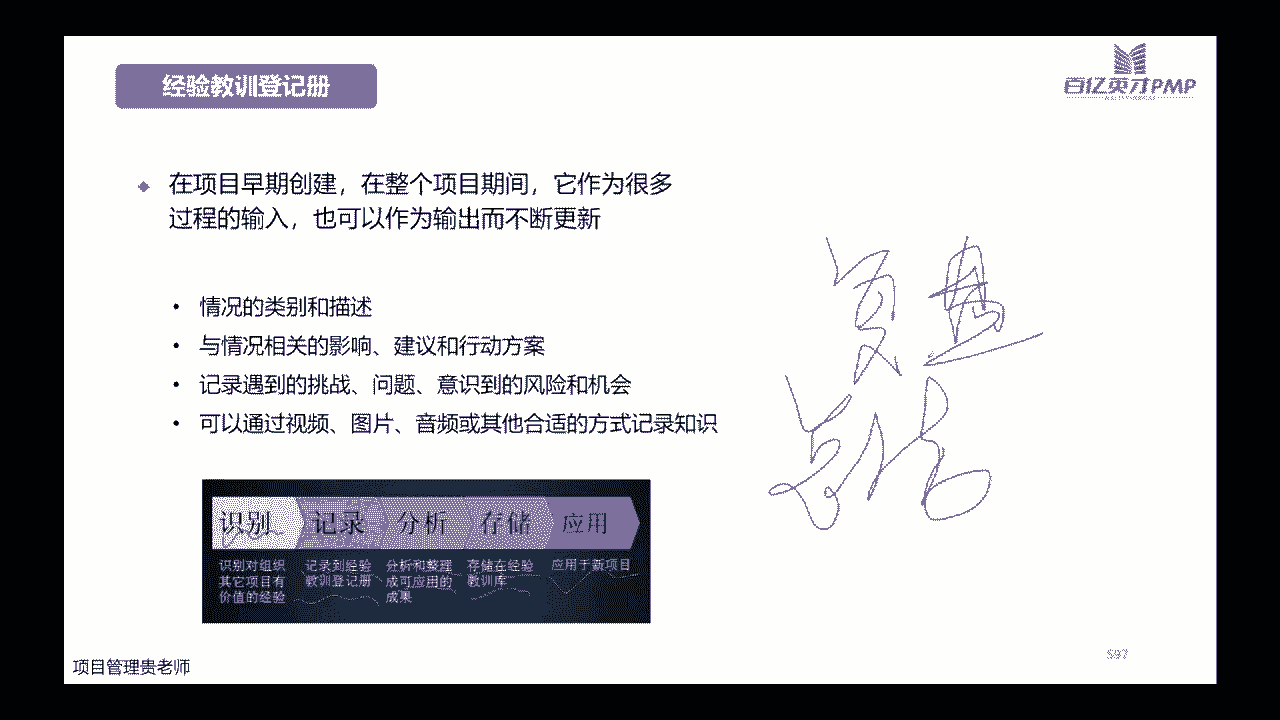 经验教训登记册
百亿英才PMP
在项目早期创建，在整个项目期间，它作为很多
过程的输入，也可以作为输出而不断更新
情况的类别和描述
与情况相关的影响、建议和行动方案
记录遇到的挑战、问题、意识到的风险和机会
可以通过视频、图片、音频或其他合适的方式记录知识
复盘
总结
识别 记录 分析 存储 应用
识别对组织 记录到经验 分析和整理 存储在经验 应用于新项目
其它项目有 教训登记册 成可应用的 教训库
价值的经验 成果
项目管理贵老师
597